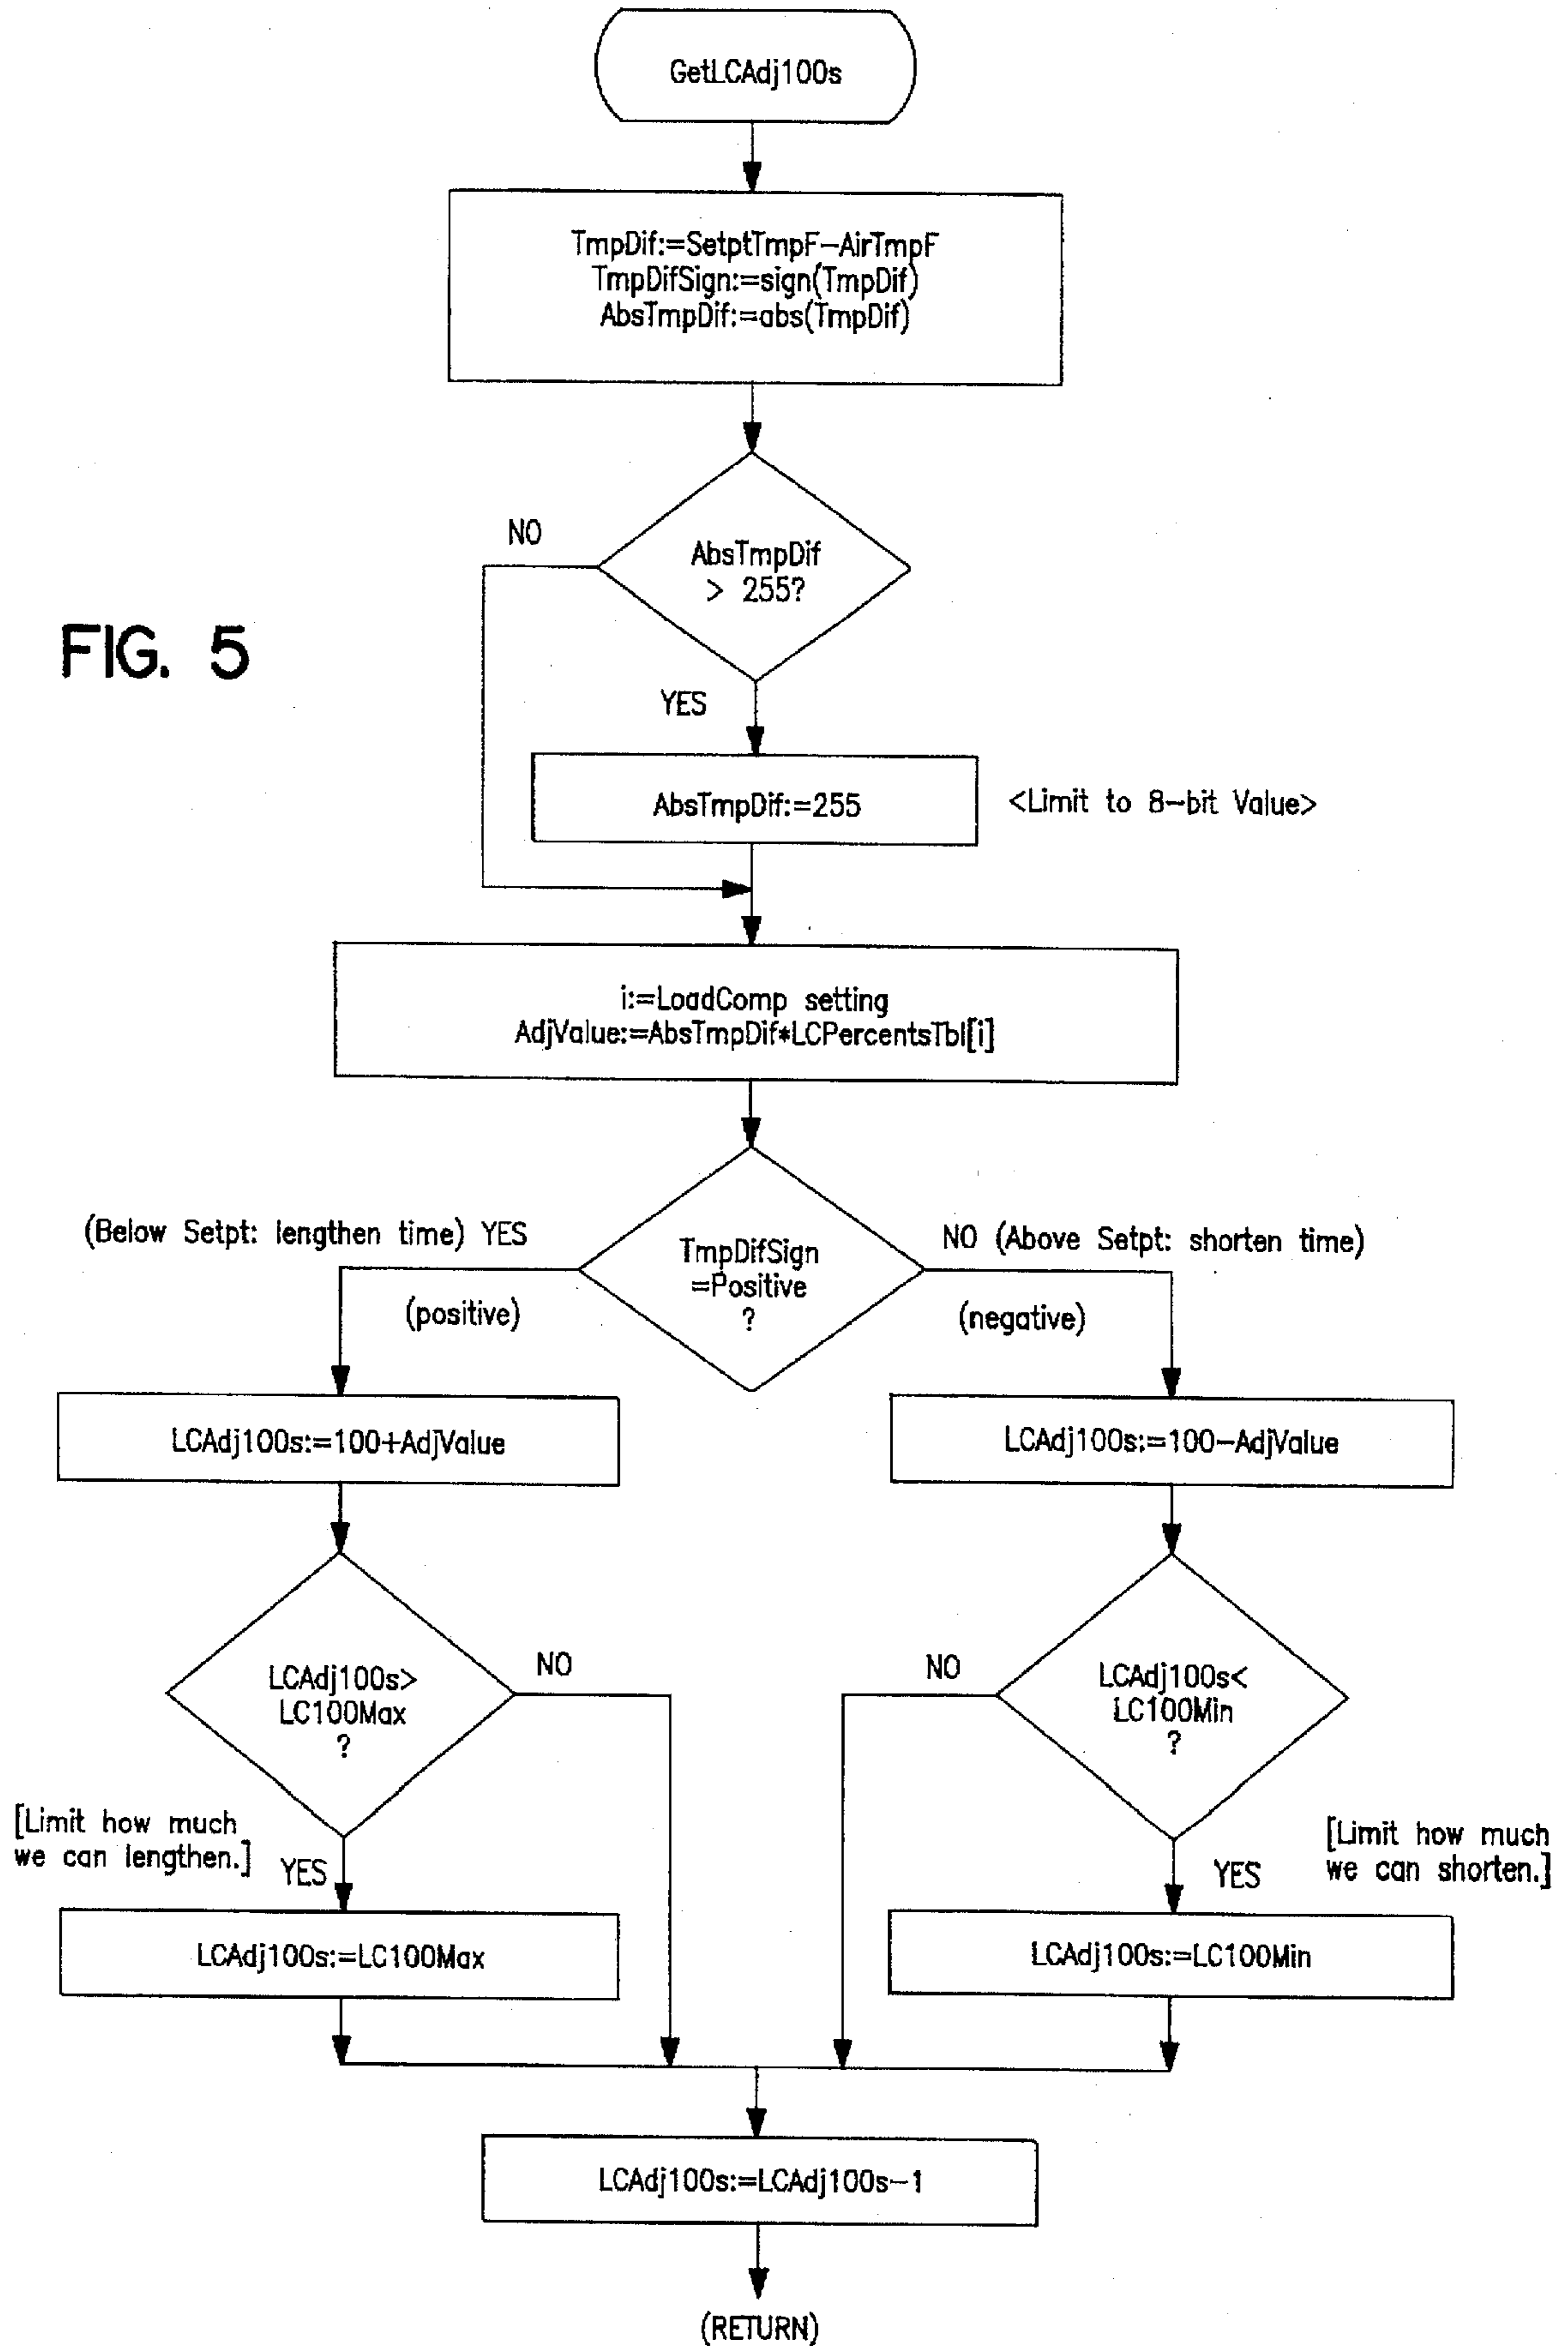 GetLCAdj100s
TmpDif:=SetptTmpF-AirTmpF
TmpDifSign:=sign(TmpDif)
AbsTmpDif:=abs(TmpDif)
NO
AbsTmpDif
> 255?
FIG. 5
YES
AbsTmpDif:=255
<Limit to 8-bit Value>
i:=LoadComp setting
AdjValue:=AbsTmpDif*LCPercentsTbl[i]
(Below Setpt: lengthen time) YES
NO (Above Setpt: shorten time)
TmpDifSign
=Positive
?
(positive)
(negative)
LCAdj100s:=100+AdjValue
LCAdj100s:=100-AdjValue
LCAdj100s>
LC100Max
?
NO
NO
LCAdj100s<
LC100Min
?
[Limit how much
we can lengthen.]
YES
YES
[Limit how much
we can shorten.]
LCAdj100s:=LC100Max
LCAdj100s:=LC100Min
LCAdj100s:=LCAdj100s-1
(RETURN)